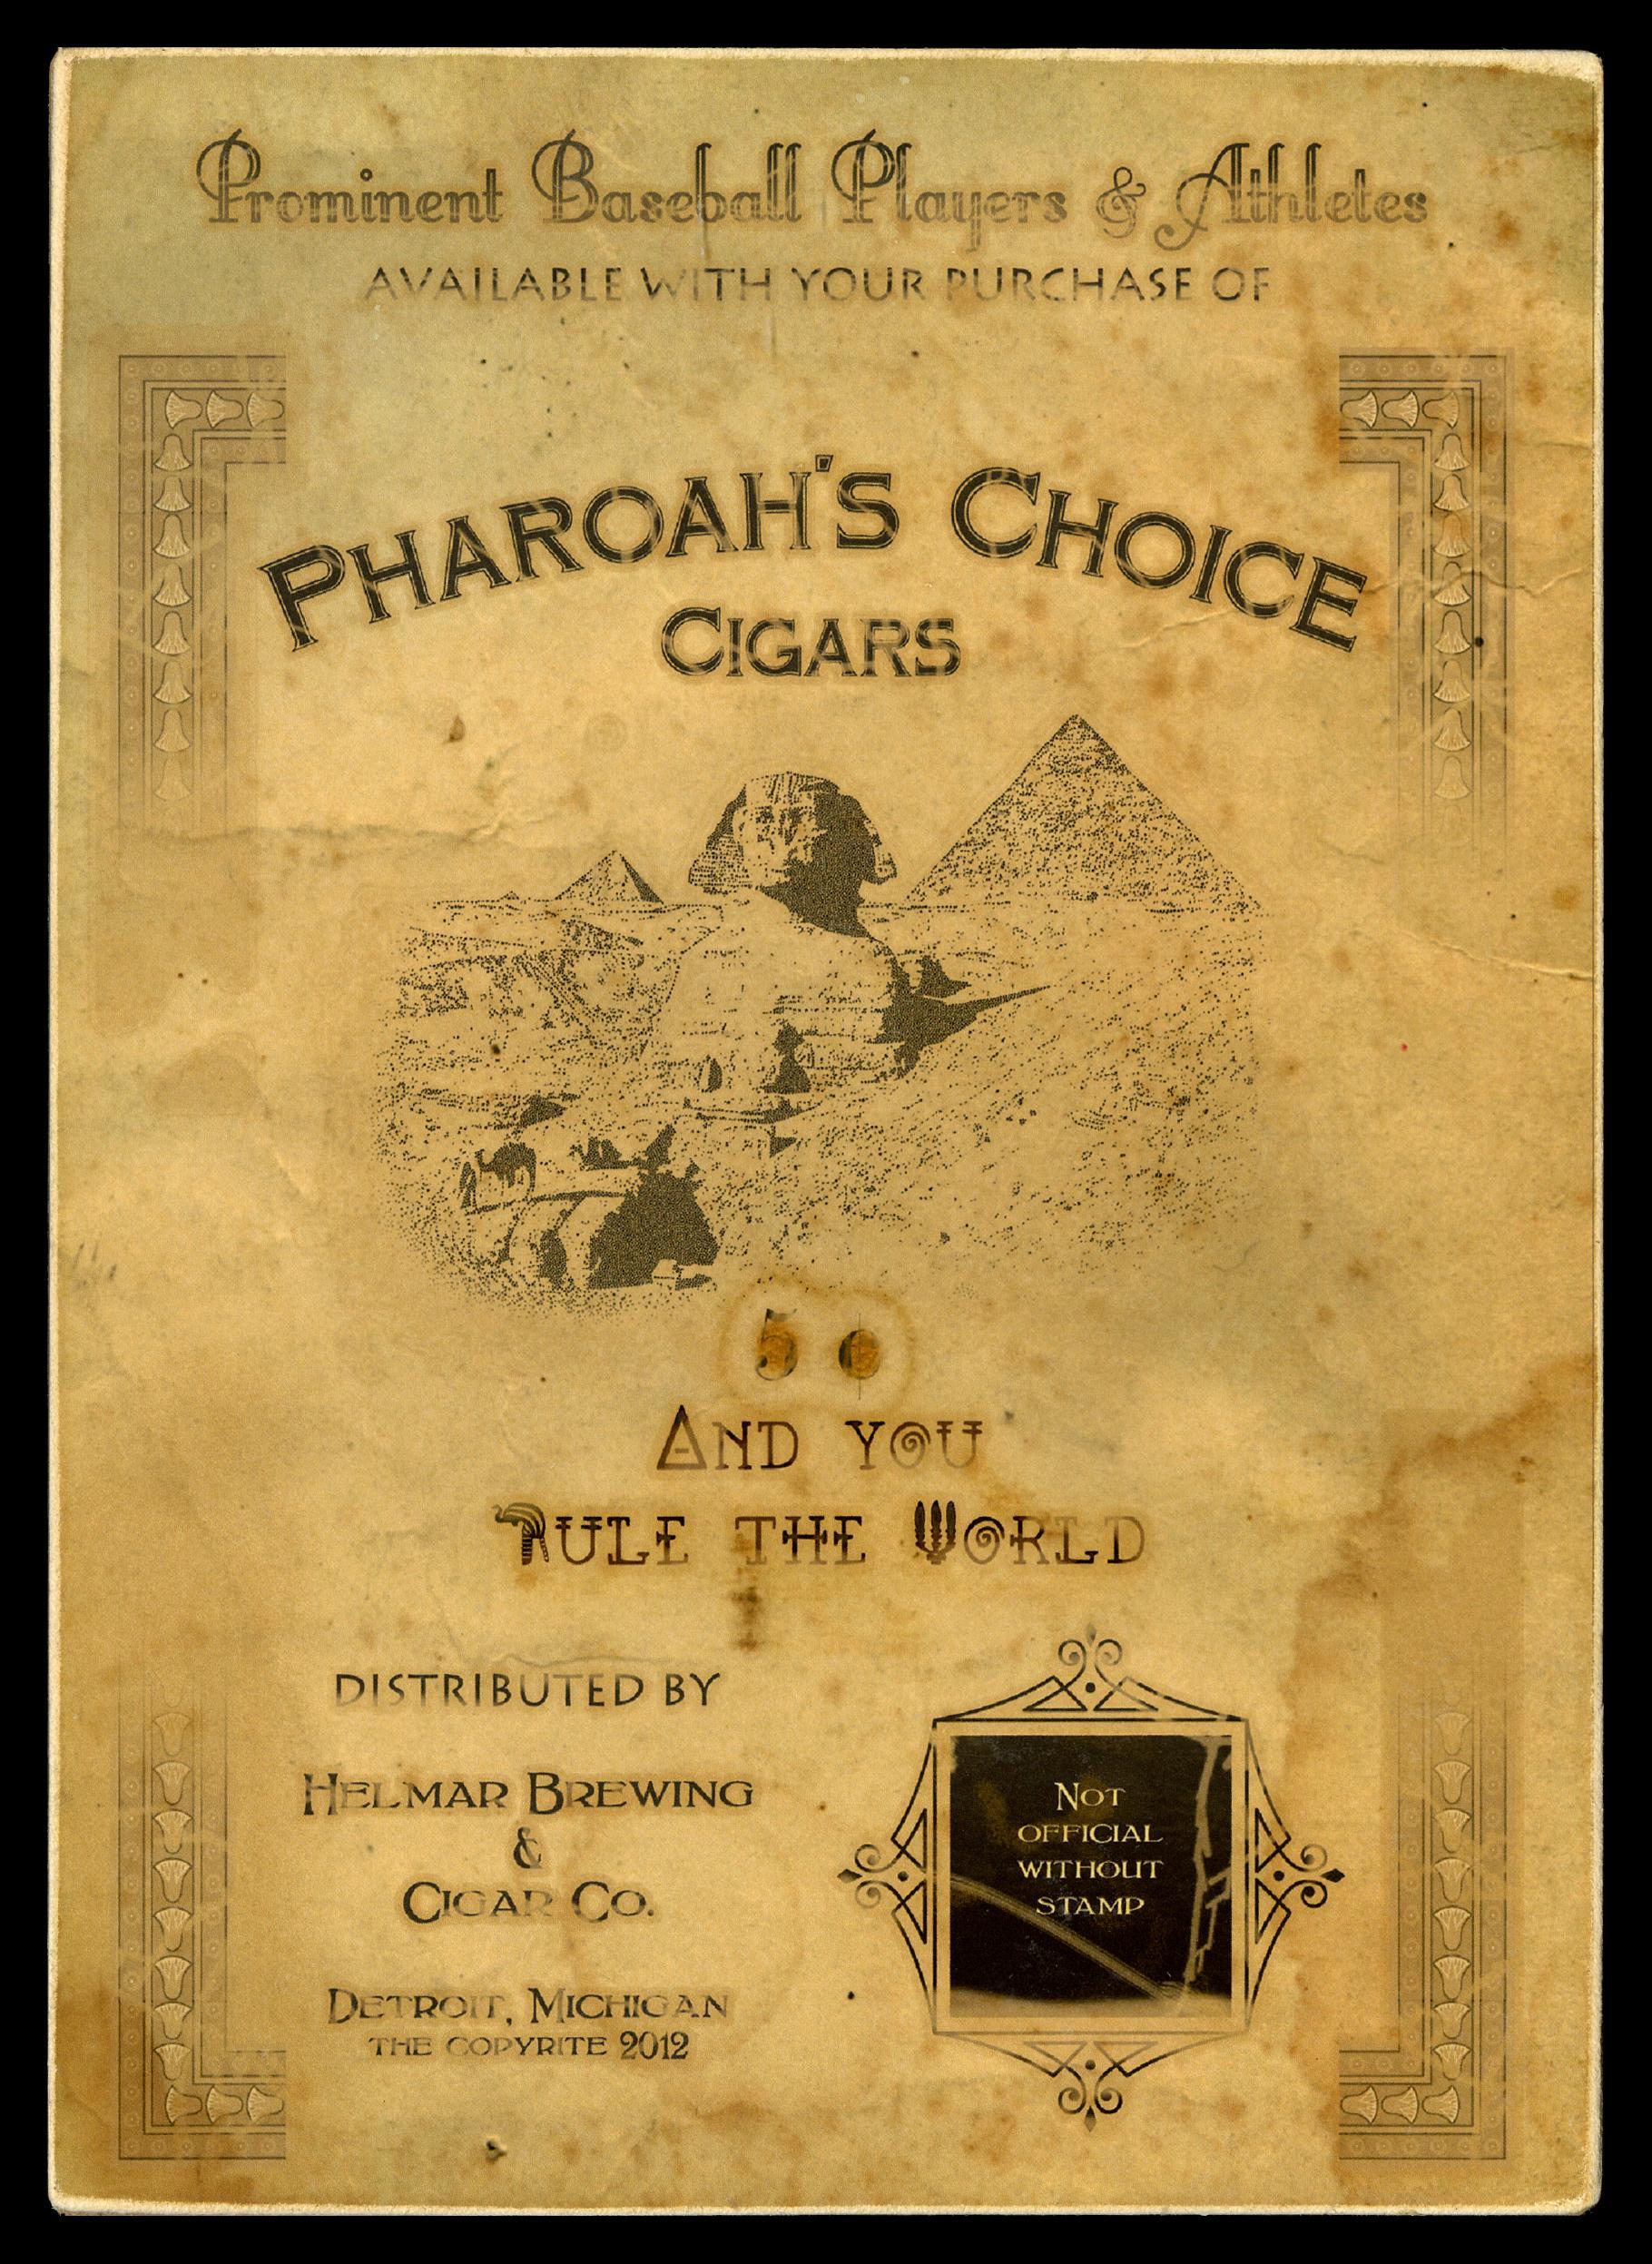 Prominent Baseball Players & Athletes
AVAILABLE WITH YOUR PURCHASE OF
PHAROAH'S CHOICE
CIGARS
5 ¢
AND YOU
RULE THE WORLD
DISTRIBUTED BY
HELMAR BREWING
&
CIGAR CO.
DETROIT, MICHIGAN
THE COPYRITE 2012
NOT
OFFICIAL
WITHOUT
STAMP